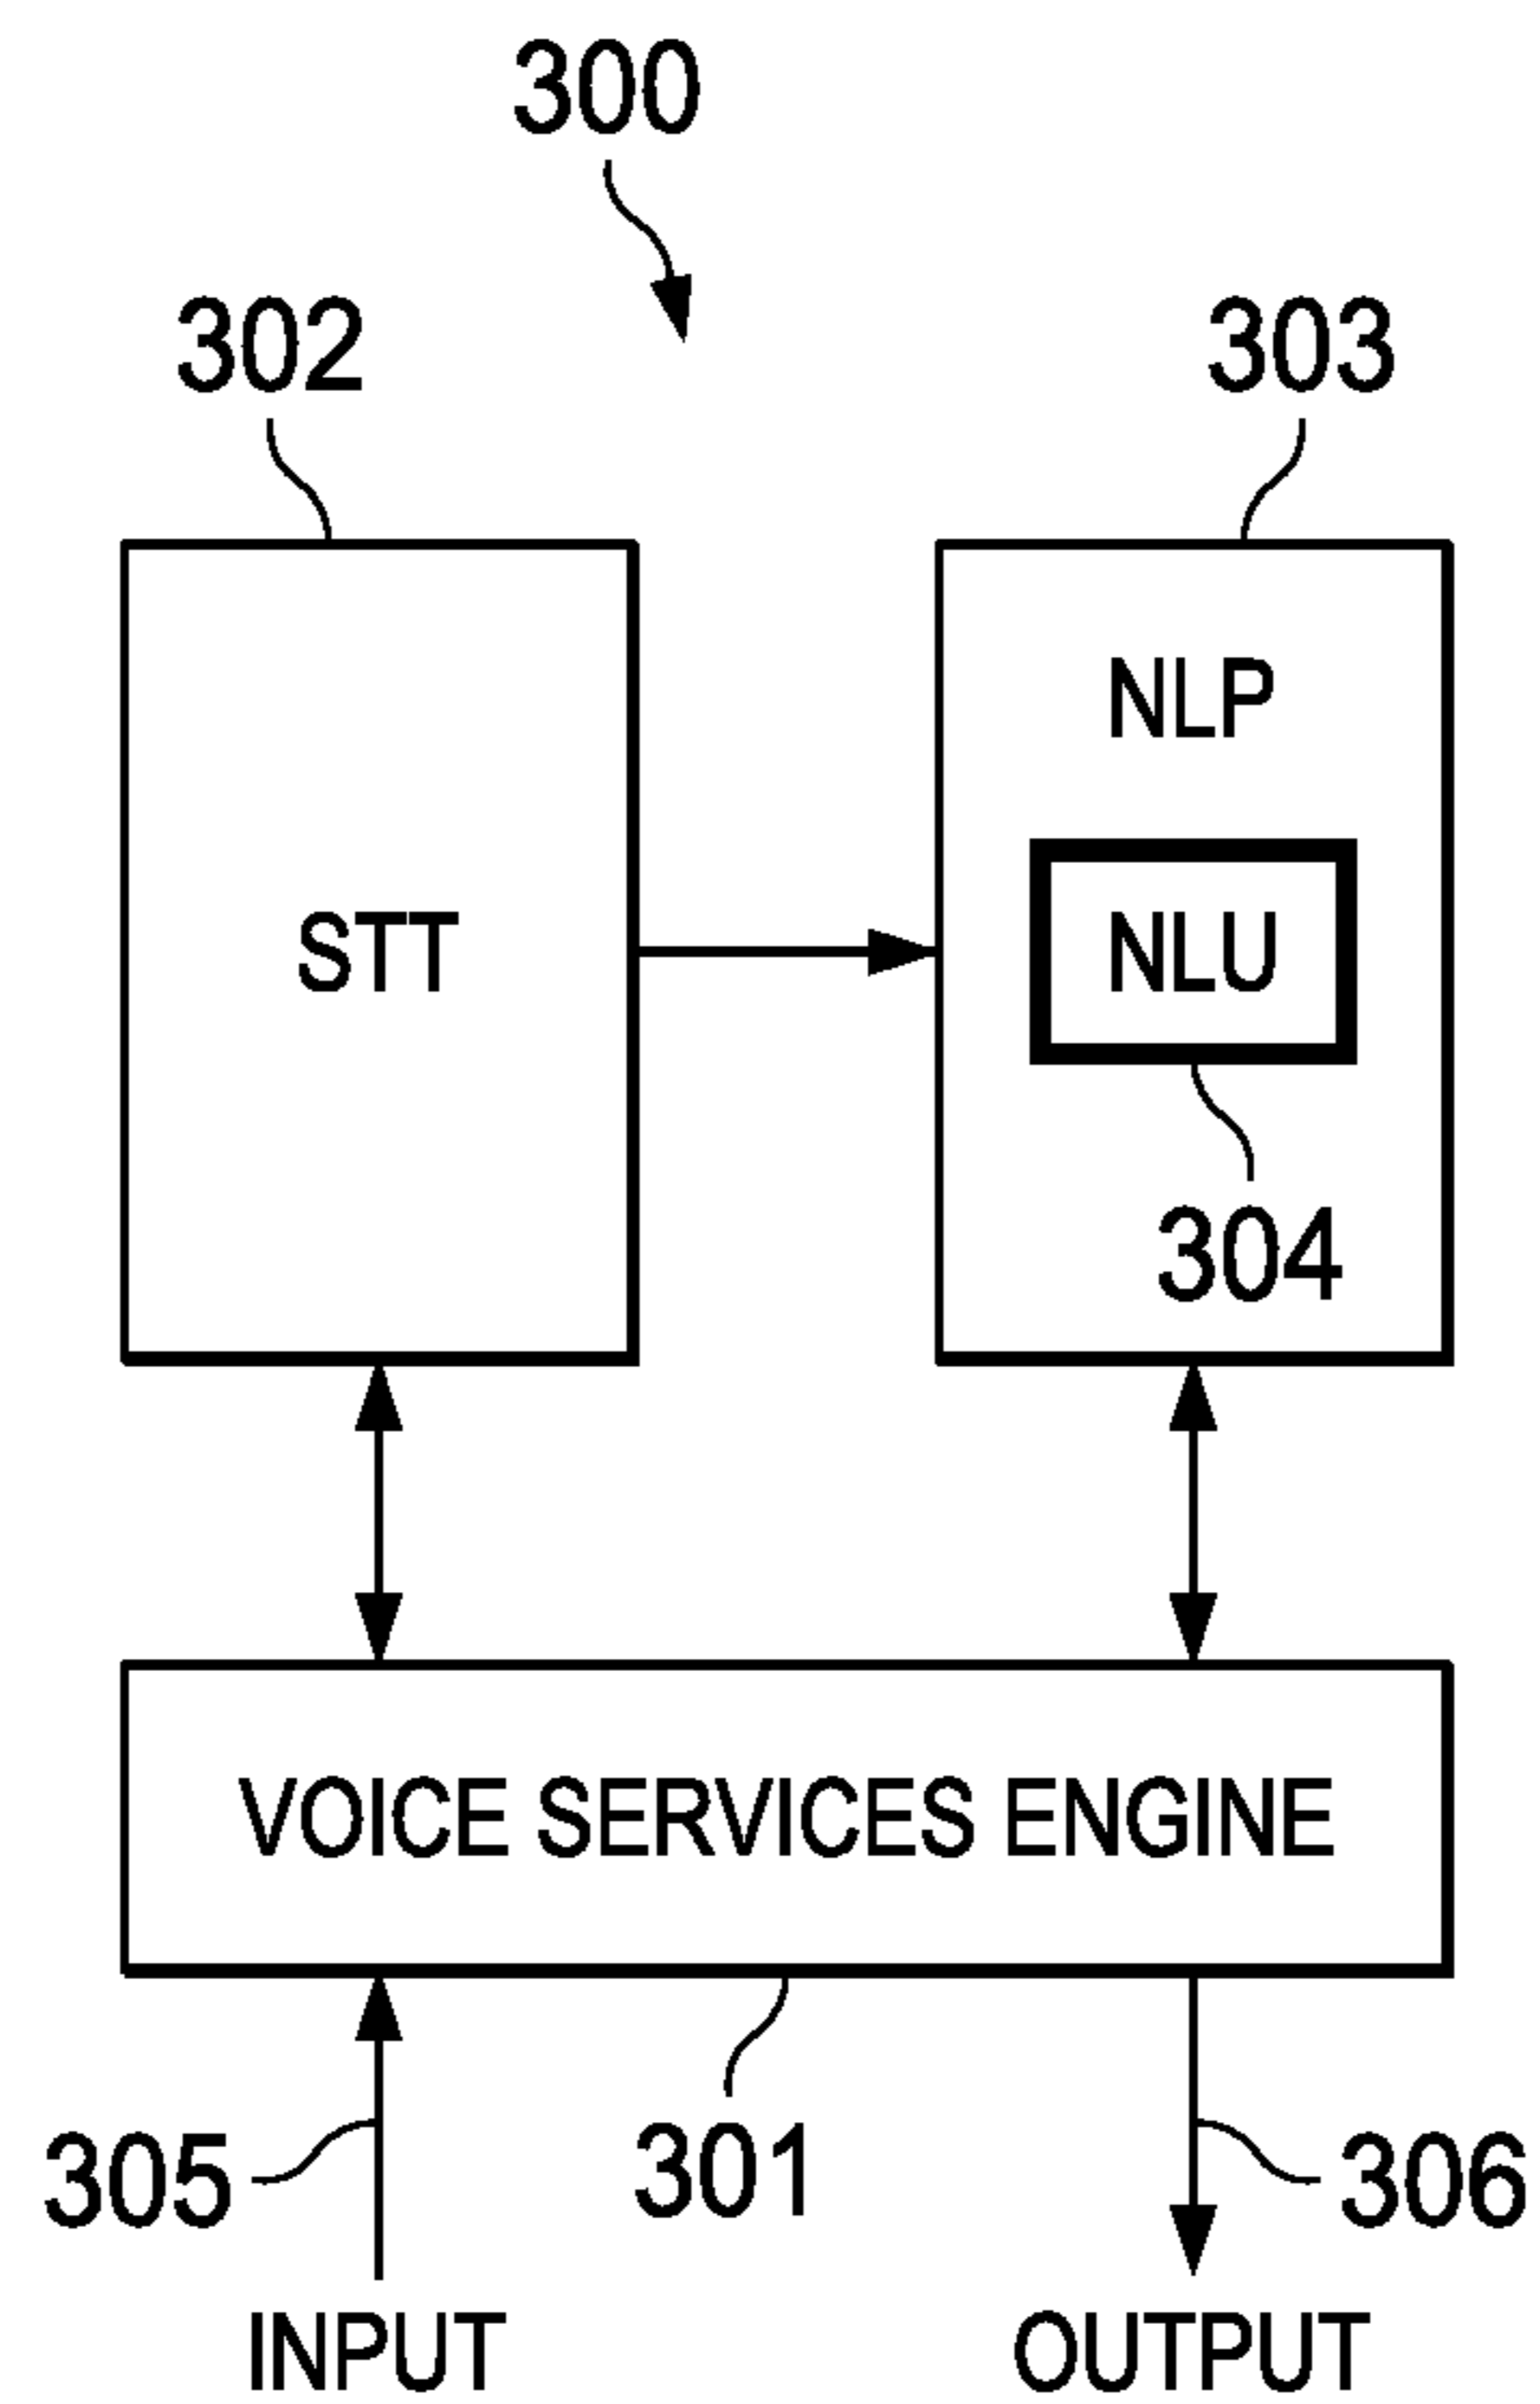 300
302
303
NLP
STT
NLU
304
VOICE SERVICES ENGINE
305
301
306
INPUT
OUTPUT